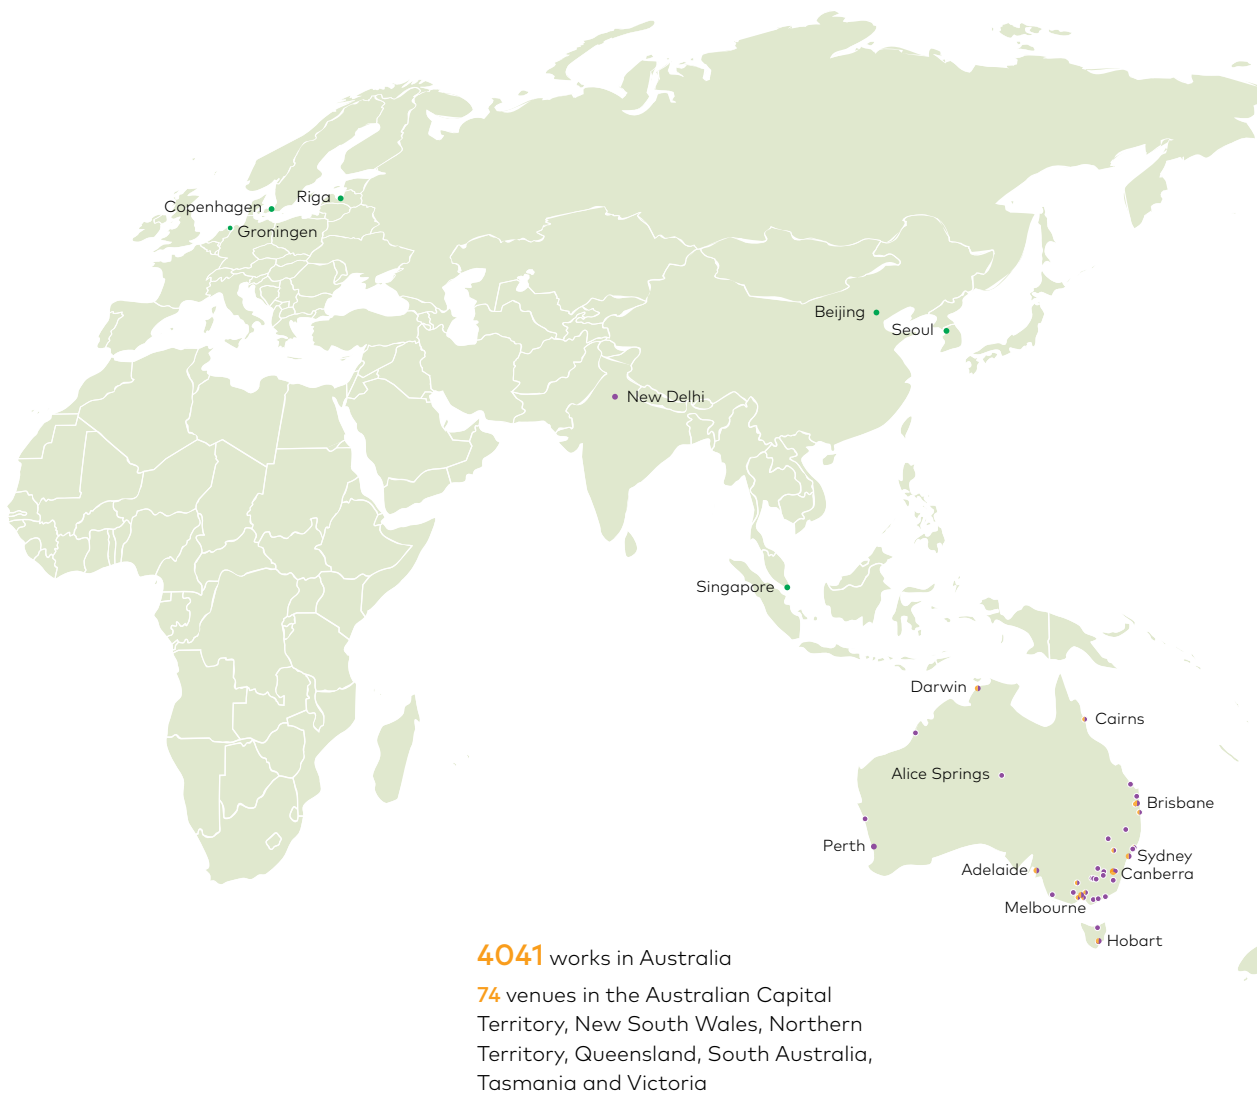 Riga
Copenhagen
Groningen
Beijing
Seoul
New Delhi
Singapore
Darwin
Cairns
Alice Springs
Brisbane
Perth
Sydney
Adelaide
Canberra
Melbourne
Hobart
4041 works in Australia
74 venues in the Australian Capital
Territory, New South Wales, Northern
Territory, Queensland, South Australia,
Tasmania and Victoria